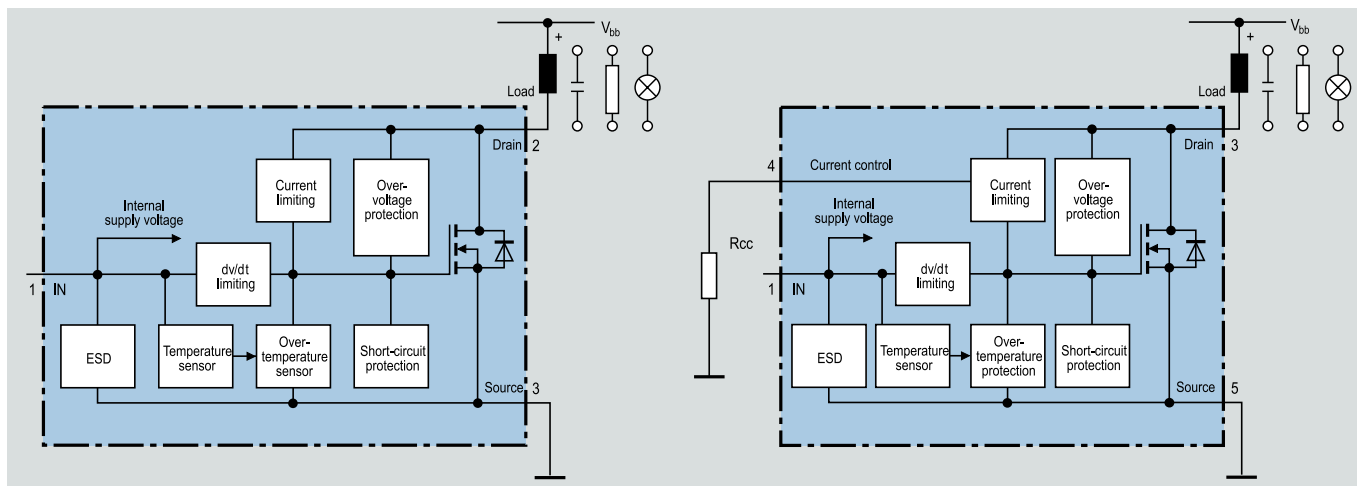 +
Vbb
Load
Drain
2
Current
limiting
Over-
voltage
protection
Internal
supply voltage
dv/dt
limiting
1
IN
ESD
Temperature
sensor
Over-
temperature
sensor
Short-circuit
protection
Source
3
+
Vbb
Load
Drain
3
4
Current control
Current
limiting
Over-
voltage
protection
Internal
supply voltage
Rcc
dv/dt
limiting
1
IN
ESD
Temperature
sensor
Over-
temperature
protection
Short-circuit
protection
Source
5